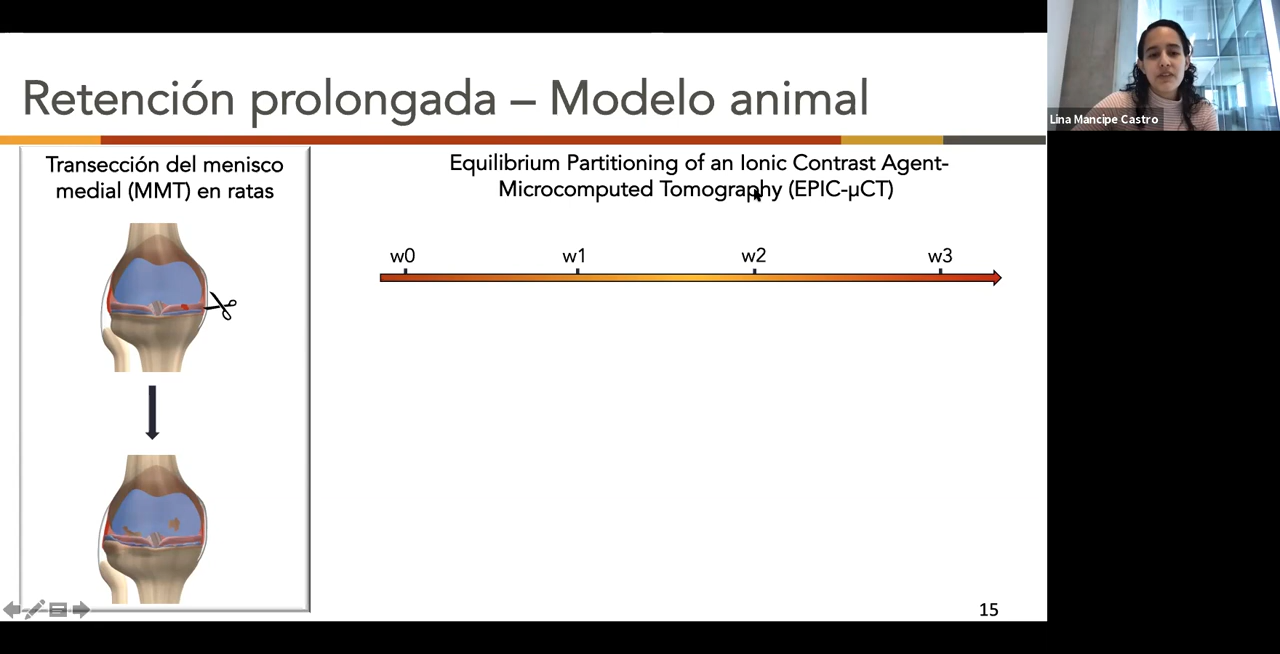 Retención prolongada – Modelo animal
Transección del menisco
medial (MMT) en ratas
Equilibrium Partitioning of an Ionic Contrast Agent-
Microcomputed Tomography (EPIC-μCT)
w0 w1 w2 w3
15
Lina Mancipe Castro